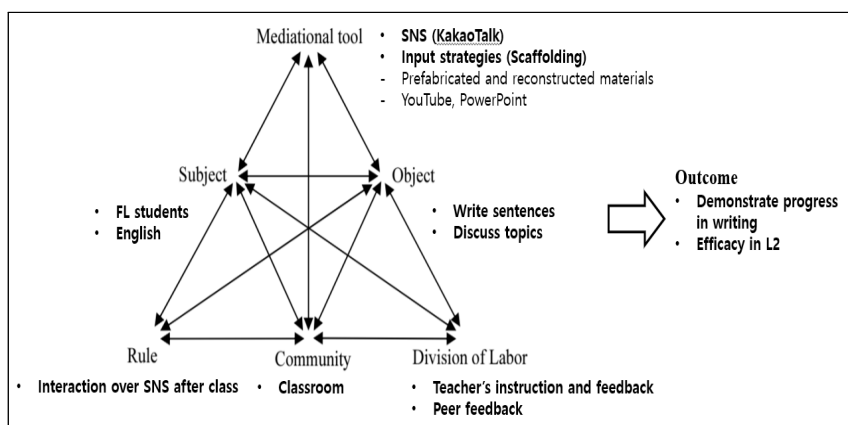 Mediational tool
• SNS (KakaoTalk)
• Input strategies (Scaffolding)
- Prefabricated and reconstructed materials
- YouTube, PowerPoint
Subject
Object
• FL students
• English
• Write sentences
• Discuss topics
Outcome
• Demonstrate progress
in writing
• Efficacy in L2
Rule
Community
Division of Labor
• Interaction over SNS after class
• Classroom
• Teacher's instruction and feedback
• Peer feedback